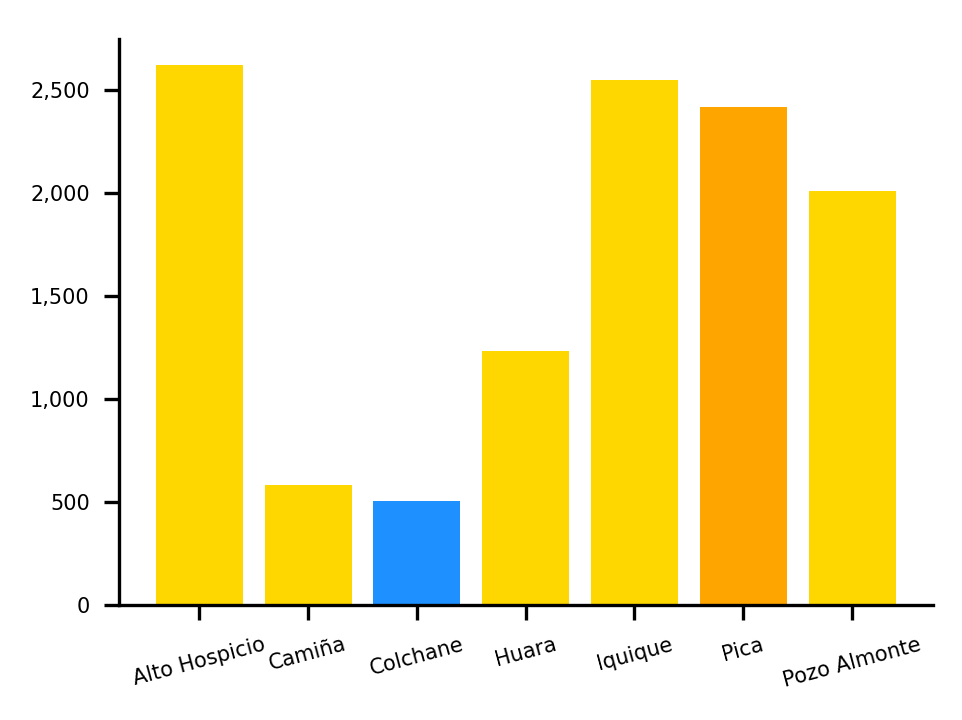 2,500
2,000
1,500
1,000
500
0
Alto Hospicio
Camiña
Colchane
Huara
Iquique
Pica
Pozo Almonte